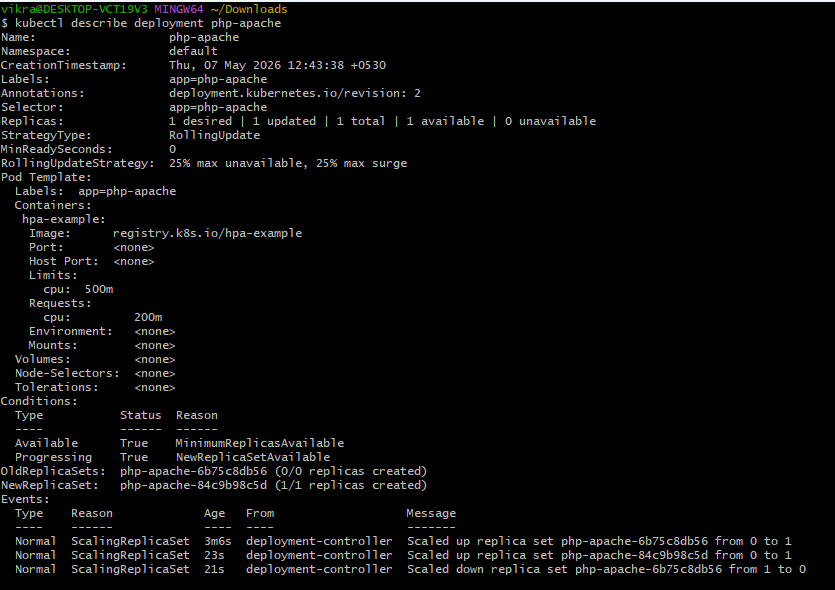 vikra@DESKTOP-VCT19V3 MINGW64 ~/Downloads
$ kubectl describe deployment php-apache
Name:                   php-apache
Namespace:              default
CreationTimestamp:      Thu, 07 May 2026 12:43:38 +0530
Labels:                 app=php-apache
Annotations:            deployment.kubernetes.io/revision: 2
Selector:               app=php-apache
Replicas:               1 desired | 1 updated | 1 total | 1 available | 0 unavailable
StrategyType:           RollingUpdate
MinReadySeconds:        0
RollingUpdateStrategy:  25% max unavailable, 25% max surge
Pod Template:
  Labels:  app=php-apache
  Containers:
   hpa-example:
    Image:      registry.k8s.io/hpa-example
    Port:       <none>
    Host Port:  <none>
    Limits:
      cpu:  500m
    Requests:
      cpu:         200m
    Environment:   <none>
    Mounts:        <none>
  Volumes:         <none>
  Node-Selectors:  <none>
  Tolerations:     <none>
Conditions:
  Type           Status  Reason
  ----           ------  ------
  Available      True    MinimumReplicasAvailable
  Progressing    True    NewReplicaSetAvailable
OldReplicaSets:  php-apache-6b75c8db56 (0/0 replicas created)
NewReplicaSet:   php-apache-84c9b98c5d (1/1 replicas created)
Events:
  Type    Reason             Age   From                   Message
  ----    ------             ----  ----                   -------
  Normal  ScalingReplicaSet  3m6s  deployment-controller  Scaled up replica set php-apache-6b75c8db56 from 0 to 1
  Normal  ScalingReplicaSet  23s   deployment-controller  Scaled up replica set php-apache-84c9b98c5d from 0 to 1
  Normal  ScalingReplicaSet  21s   deployment-controller  Scaled down replica set php-apache-6b75c8db56 from 1 to 0